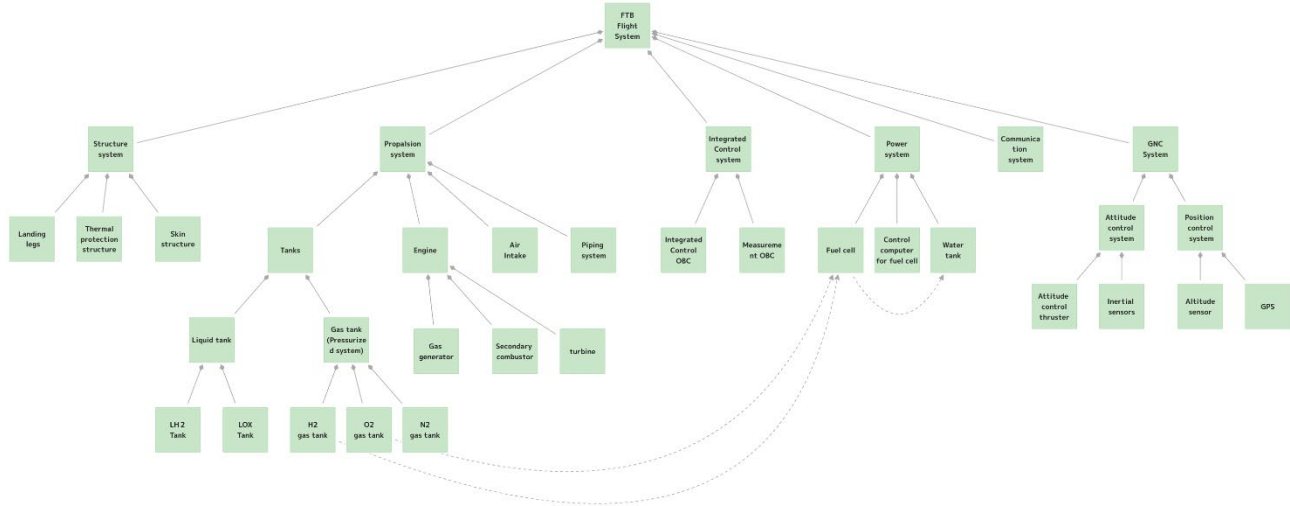 FTB
Flight
System
Structure
system
Propalsion
system
Integrated
Control
system
Power
system
Communica
tion
system
GNC
System
Landing
legs
Thermal
protection
structure
Skin
structure
Tanks
Engine
Air
Intake
Piping
system
Integrated
Control
OBC
Measureme
nt OBC
Fuel cell
Control
computer
for fuel cell
Water
tank
Attitude
control
system
Position
control
system
Attitude
control
thruster
Inertial
sensors
Altitude
sensor
GPS
Liquid tank
Gas tank
(Pressurize
d system)
Gas
generator
Secondary
combustor
turbine
LH2
Tank
LOX
Tank
H2
gas tank
O2
gas tank
N2
gas tank